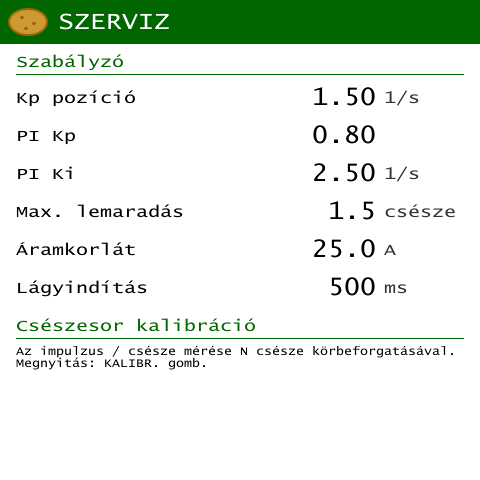 SZERVIZ
Szabályzó
Kp pozíció 1.50 1/s
PI Kp 0.80
PI Ki 2.50 1/s
Max. lemaradás 1.5 csésze
Áramkorlát 25.0 A
Lágyindítás 500 ms
Csészesor kalibráció
Az impulzus / csésze mérése N csésze körbeforgatásával.
Megnyitás: KALIBR. gomb.